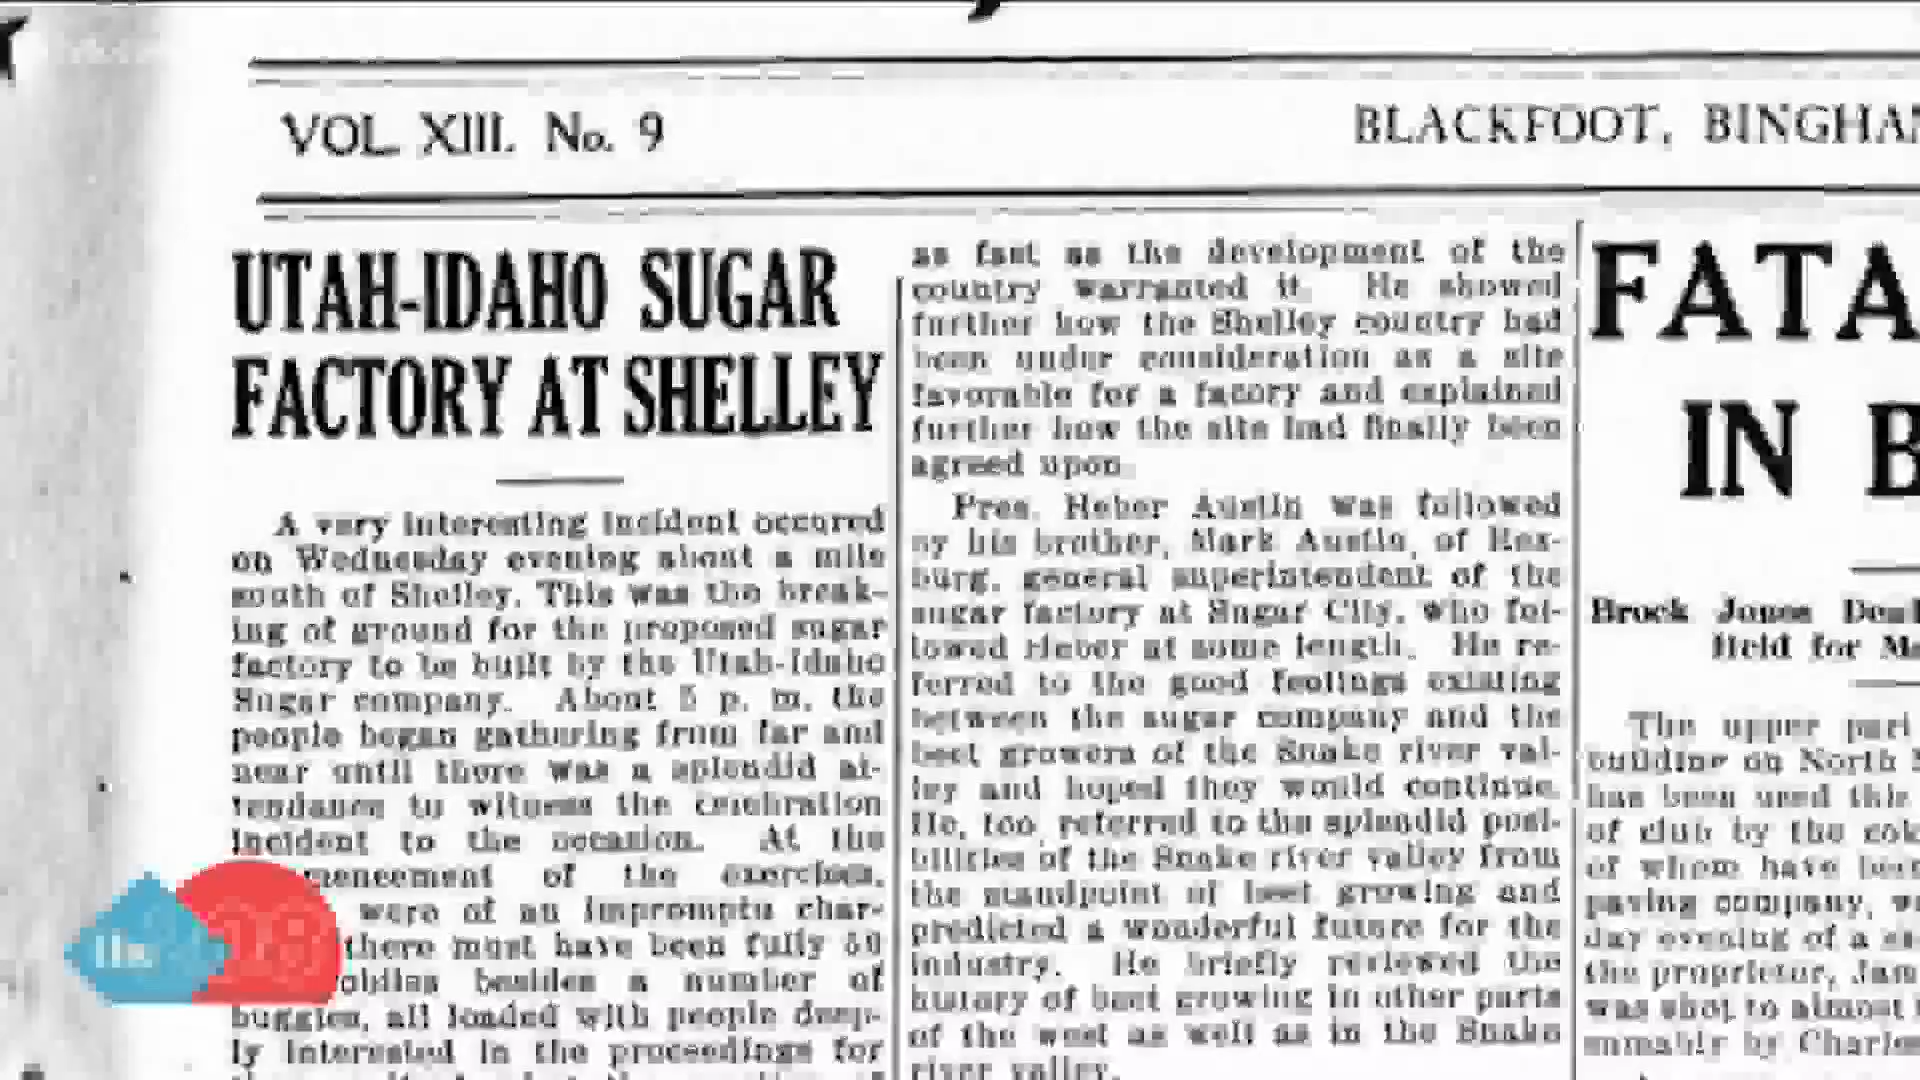 VOL. XIII. No. 9
BLACKFOOT, BINGHAM
UTAH-IDAHO SUGAR
FACTORY AT SHELLEY
A very interesting incident occured
on Wednesday evening about a mile
south of Shelley. This was the break-
ing of ground for the proposed sugar
factory to be built by the Utah-Idaho
Sugar company. About 5 p. m. the
people began gathering from far and
near until there was a splendid at-
tendance to witness the celebration
incident to the occasion. At the
mencement of the exercises,
were of an impromptu char-
there must have been fully 50
obiles besides a number of
buggies, all loaded with people deep-
ly interested in the proceedings for
as fast as the development of the
country warranted it. He showed
further how the Shelley country had
been under consideration as a site
favorable for a facory and explained
further how the site had finally been
agreed upon.
Pres. Heber Austin was followed
by his brother, Mark Austin, of Rex-
burg, general superintendent of the
sugar factory at Sugar City, who fol-
lowed Heber at some length. He re-
ferred to the good feelings existing
between the sugar company and the
beet growers of the Snake river val-
ley and hoped they would continue.
He, too, referred to the splendid posi-
bilities of the Snake river valley from
the standpoint of beet growing and
predicted a wonderful future for the
industry. He briefly reviewed the
history of beet growing in other parts
of the west as well as in the Snake
river valley.
FATA
IN B
Brock Jones
Held for
The upper part
building on North
has been used this
of club by the
of whom have been
paving company,
day evening of a
the proprietor,
was shot to almost
by